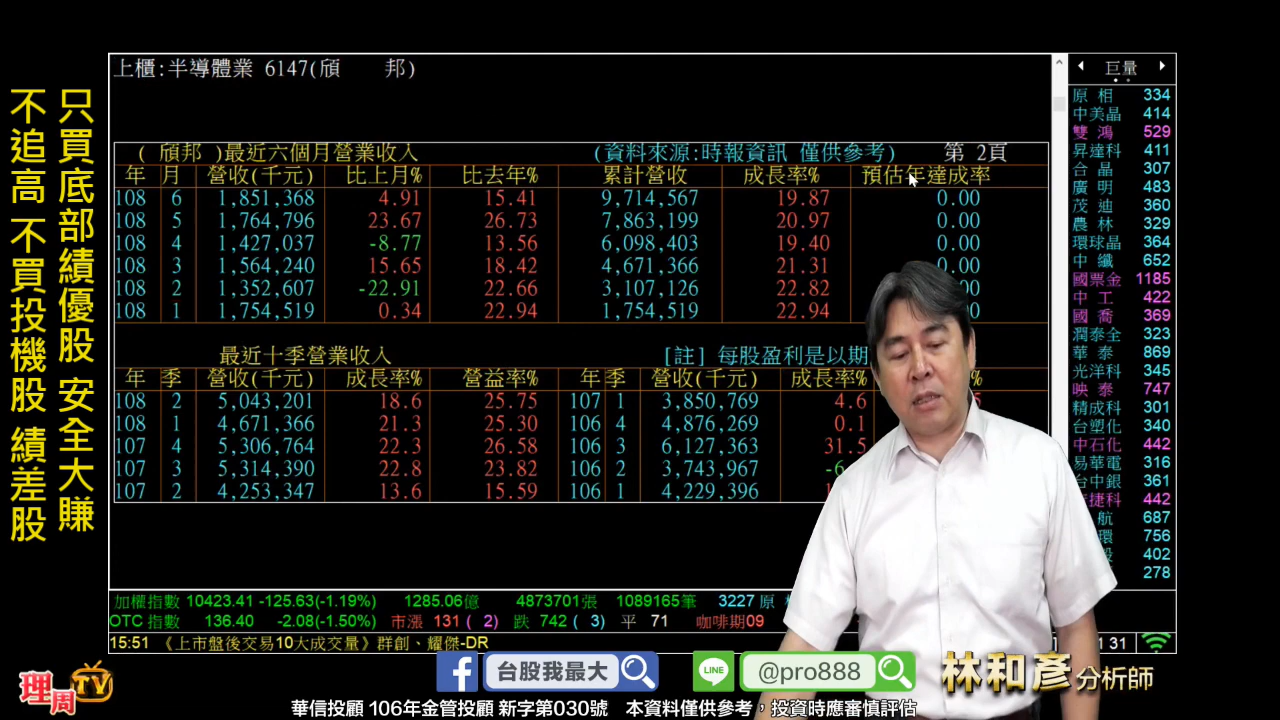 只買底部績優股 安全大賺
不追高 不買投機股 績差股
上櫃:半導體業 6147(頎 邦)
( 頎邦 )最近六個月營業收入 (資料來源:時報資訊 僅供參考) 第 2頁
年 月 營收(千元) 比上月% 比去年% 累計營收 成長率% 預估年達成率
108 6 1,851,368 4.91 15.41 9,714,567 19.87 0.00
108 5 1,764,796 23.67 26.73 7,863,199 20.97 0.00
108 4 1,427,037 -8.77 13.56 6,098,403 19.40 0.00
108 3 1,564,240 15.65 18.42 4,671,366 21.31 0.00
108 2 1,352,607 -22.91 22.66 3,107,126 22.82 00
108 1 1,754,519 0.34 22.94 1,754,519 22.94 0
最近十季營業收入 [註] 每股盈利是以期
年 季 營收(千元) 成長率% 營益率% 年 季 營收(千元) 成長率% %
108 2 5,043,201 18.6 25.75 107 1 3,850,769 4.6
108 1 4,671,366 21.3 25.30 106 4 4,876,269 0.1
107 4 5,306,764 22.3 26.58 106 3 6,127,363 31.5
107 3 5,314,390 22.8 23.82 106 2 3,743,967 -6
107 2 4,253,347 13.6 15.59 106 1 4,229,396
巨量
原相 334
中美晶 414
雙鴻 529
昇達科 411
合晶 307
廣明 483
茂迪 360
農林 329
環球晶 364
中纖 652
國票金 1185
中工 422
國喬 369
潤泰全 323
華泰 869
光洋科 345
映泰 747
精成科 301
台塑化 340
中石化 442
易華電 316
台中銀 361
捷科 442
航 687
環 756
402
278
加權指數 10423.41 -125.63(-1.19%) 1285.06億 4873701張 1089165筆 3227 原
OTC 指數 136.40 -2.08(-1.50%) 市漲 131 ( 2) 跌 742 ( 3) 平 71 咖啡期09
15:51 《上市盤後交易10大成交量》群創、耀傑-DR 1 31
理周TV
台股我最大
LINE
@pro888
林和彥 分析師
華信投顧 106年金管投顧 新字第030號 本資料僅供參考，投資時應審慎評估